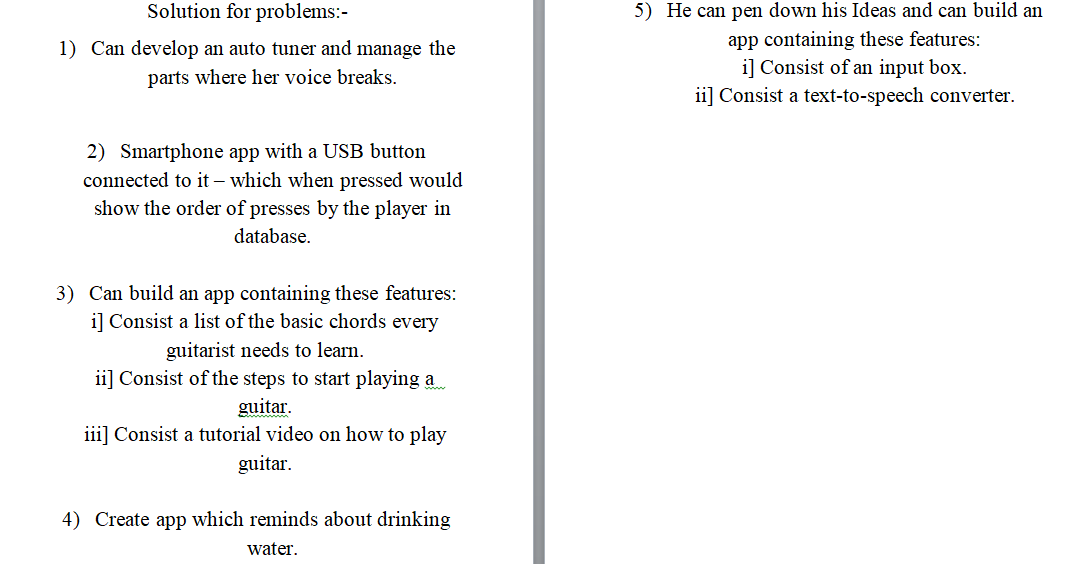 Solution for problems:-
1) Can develop an auto tuner and manage the
parts where her voice breaks.
2) Smartphone app with a USB button
connected to it – which when pressed would
show the order of presses by the player in
database.
3) Can build an app containing these features:
i] Consist a list of the basic chords every
guitarist needs to learn.
ii] Consist of the steps to start playing a
guitar.
iii] Consist a tutorial video on how to play
guitar.
4) Create app which reminds about drinking
water.
5) He can pen down his Ideas and can build an
app containing these features:
i] Consist of an input box.
ii] Consist a text-to-speech converter.